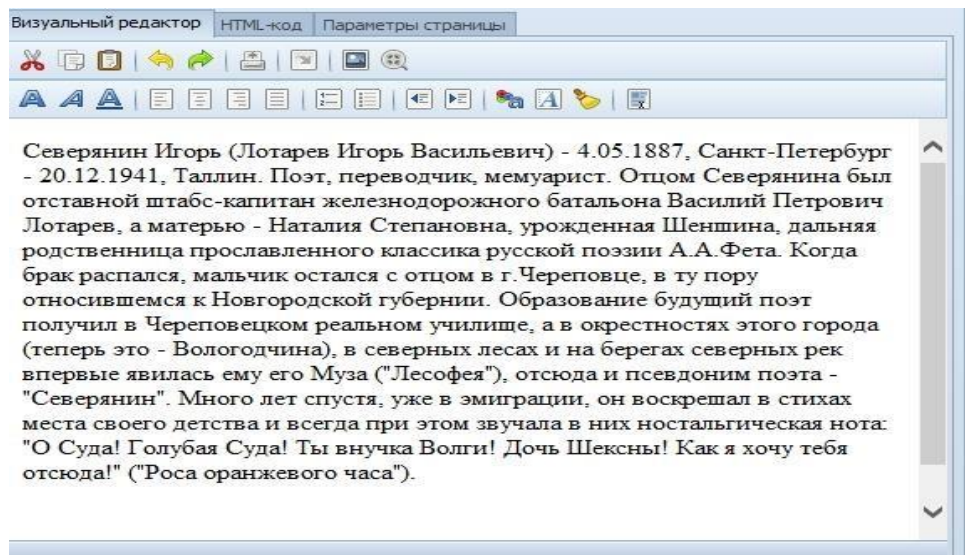 Визуальный редактор HTML-код Параметры страницы
Северянин Игорь (Лотарев Игорь Васильевич) - 4.05.1887, Санкт-Петербург
- 20.12.1941, Таллин. Поэт, переводчик, мемуарист. Отцом Северянина был
отставной штабс-капитан железнодорожного батальона Василий Петрович
Лотарев, а матерью - Наталия Степановна, урожденная Шеншина, дальняя
родственница прославленного классика русской поэзии А.А.Фета. Когда
брак распался, мальчик остался с отцом в г.Череповце, в ту пору
относившемся к Новгородской губернии. Образование будущий поэт
получил в Череповецком реальном училище, а в окрестностях этого города
(теперь это - Вологодчина), в северных лесах и на берегах северных рек
впервые явилась ему его Муза ("Лесофея"), отсюда и псевдоним поэта -
"Северянин". Много лет спустя, уже в эмиграции, он воскрешал в стихах
места своего детства и всегда при этом звучала в них ностальгическая нота:
"О Суда! Голубая Суда! Ты внучка Волги! Дочь Шексны! Как я хочу тебя
отсюда!" ("Роса оранжевого часа").